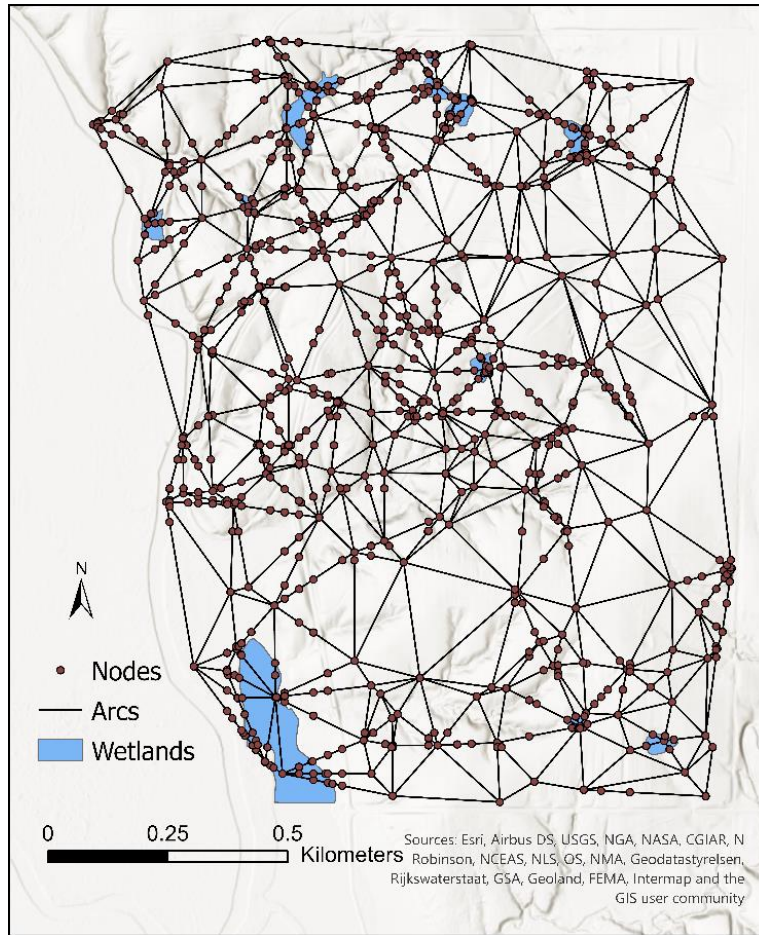 N
Nodes
Arcs
Wetlands
0 0.25 0.5
Kilometers
Sources: Esri, Airbus DS, USGS, NGA, NASA, CGIAR, N
Robinson, NCEAS, NLS, OS, NMA, Geodatastyrelsen,
Rijkswaterstaat, GSA, Geoland, FEMA, Intermap and the
GIS user community